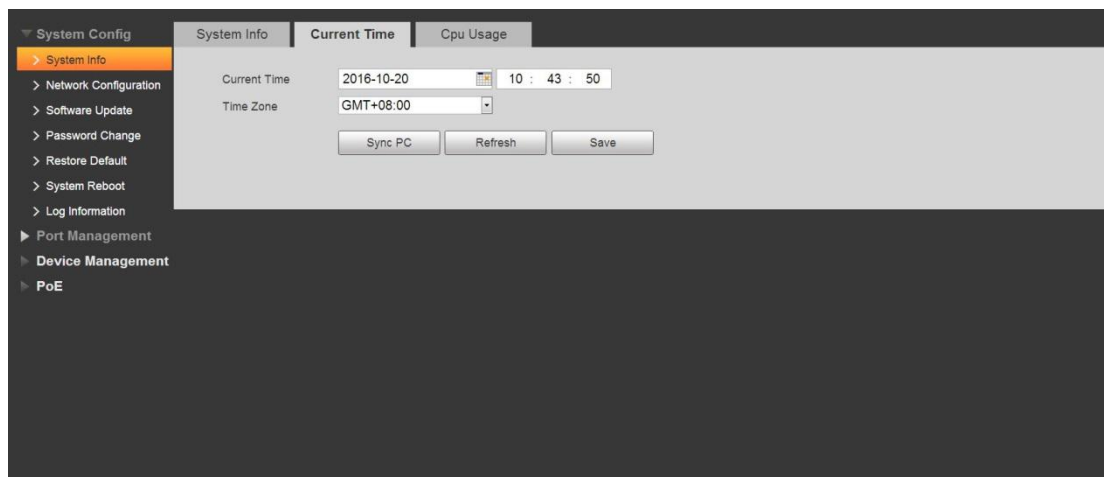 System Config
System Info
Network Configuration
Software Update
Password Change
Restore Default
System Reboot
Log Information
Port Management
Device Management
PoE
System Info Current Time Cpu Usage
Current Time 2016-10-20 10 : 43 : 50
Time Zone GMT+08:00
Sync PC Refresh Save